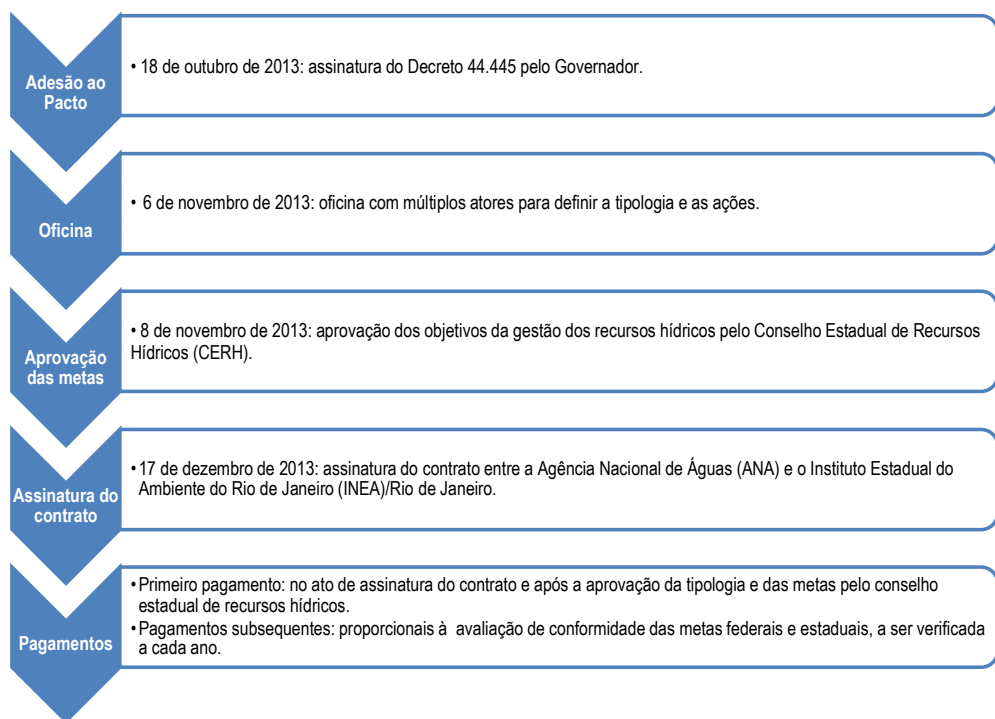 Adesão ao
Pacto
• 18 de outubro de 2013: assinatura do Decreto 44.445 pelo Governador.
Oficina
• 6 de novembro de 2013: oficina com múltiplos atores para definir a tipologia e as ações.
Aprovação
das metas
• 8 de novembro de 2013: aprovação dos objetivos da gestão dos recursos hídricos pelo Conselho Estadual de Recursos
Hídricos (CERH).
Assinatura do
contrato
• 17 de dezembro de 2013: assinatura do contrato entre a Agência Nacional de Águas (ANA) e o Instituto Estadual do
Ambiente do Rio de Janeiro (INEA)/Rio de Janeiro.
Pagamentos
• Primeiro pagamento: no ato de assinatura do contrato e após a aprovação da tipologia e das metas pelo conselho
estadual de recursos hídricos.
• Pagamentos subsequentes: proporcionais à avaliação de conformidade das metas federais e estaduais, a ser verificada
a cada ano.